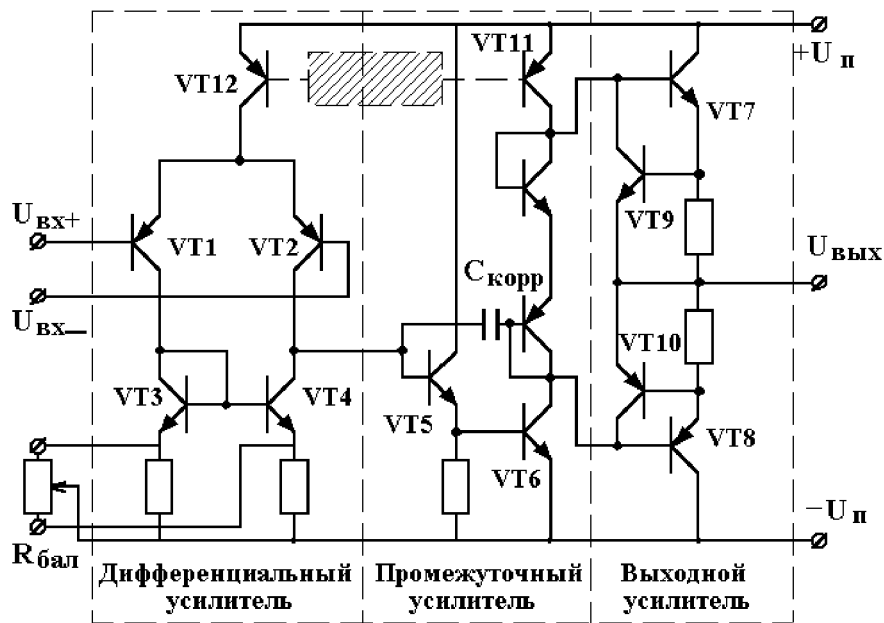 VT11
+U п
VT12
VT7
U вх+
VT1
VT2
VT9
U вых
C корр
U вх—
VT10
VT3
VT4
VT5
VT8
VT6
−U п
R бал
Дифференциальный
усилитель
Промежуточный
усилитель
Выходной
усилитель